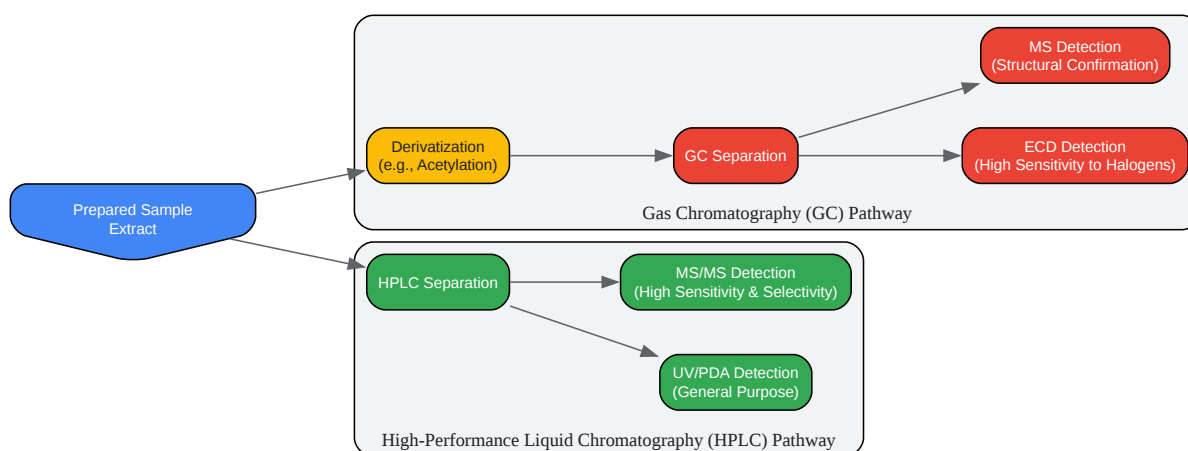 Prepared Sample
Extract
Derivatization
(e.g., Acetylation)
GC Separation
MS Detection
(Structural Confirmation)
ECD Detection
(High Sensitivity to Halogens)
Gas Chromatography (GC) Pathway
HPLC Separation
MS/MS Detection
(High Sensitivity & Selectivity)
UV/PDA Detection
(General Purpose)
High-Performance Liquid Chromatography (HPLC) Pathway